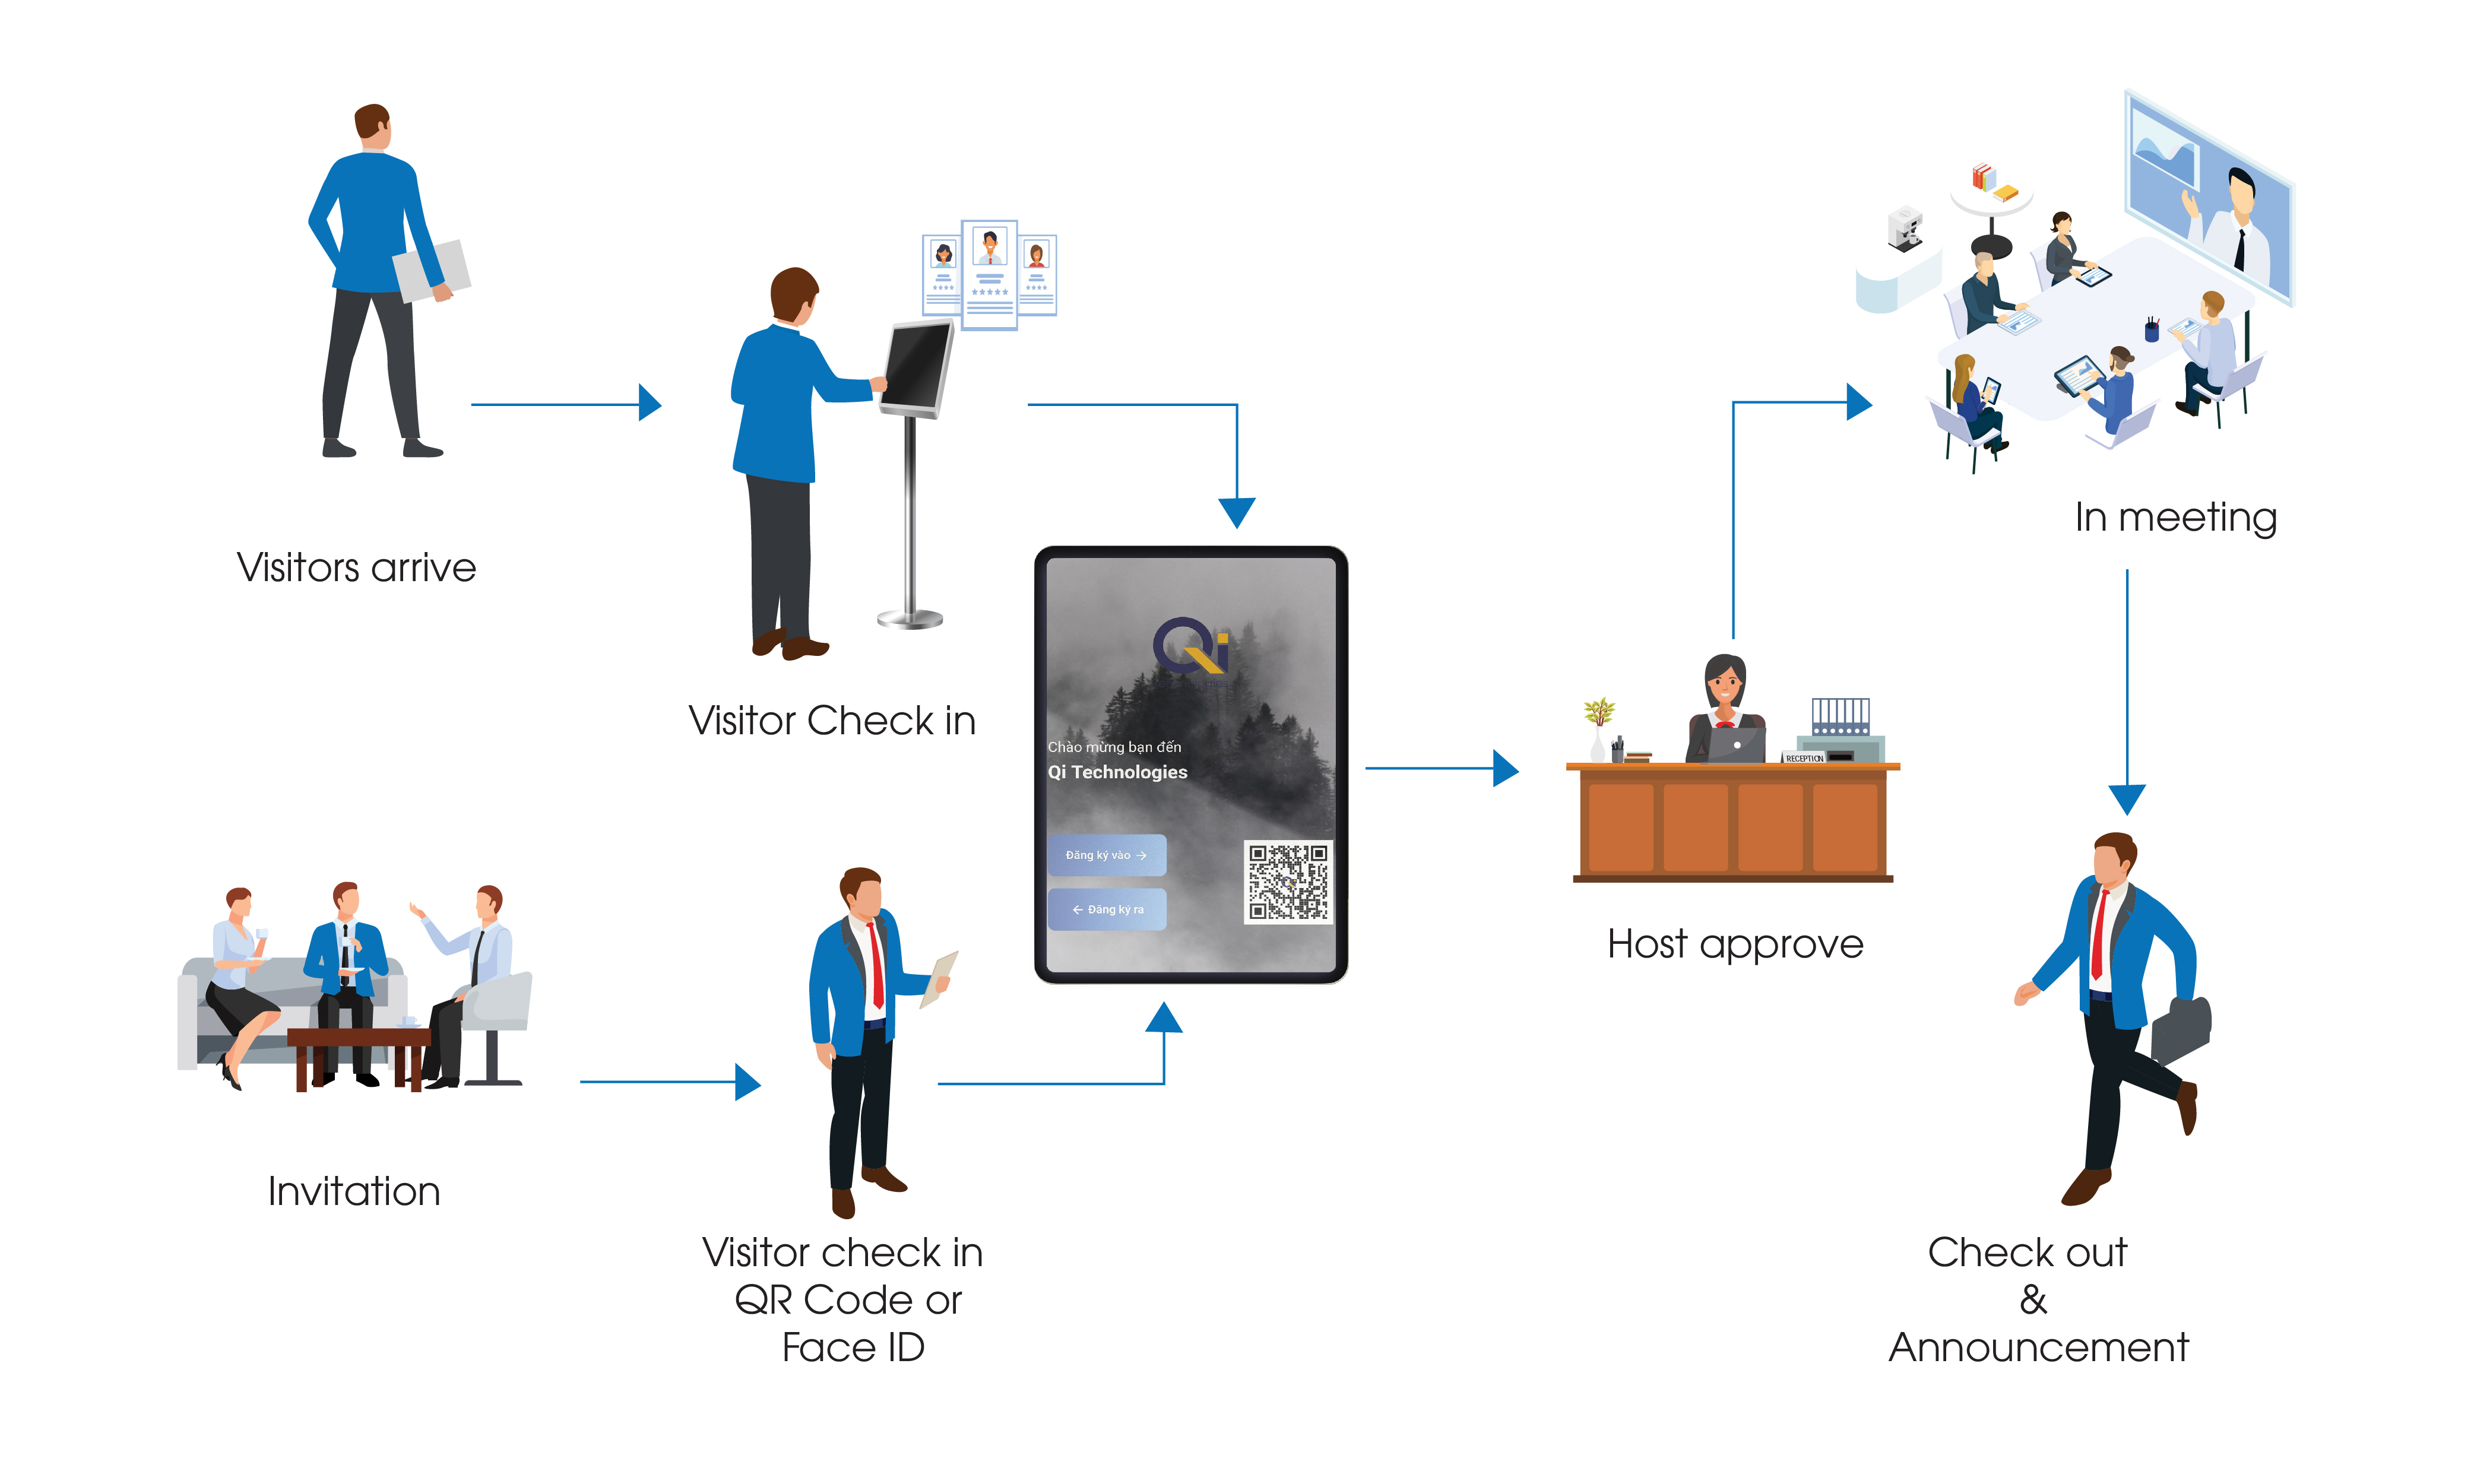 Visitors arrive
Visitor Check in
In meeting
Qi
Chào mừng bạn đến
Qi Technologies
Đăng ký vào →
← Đăng ký ra
RECEPTION
Host approve
Invitation
Visitor check in
QR Code or
Face ID
Check out
&
Announcement